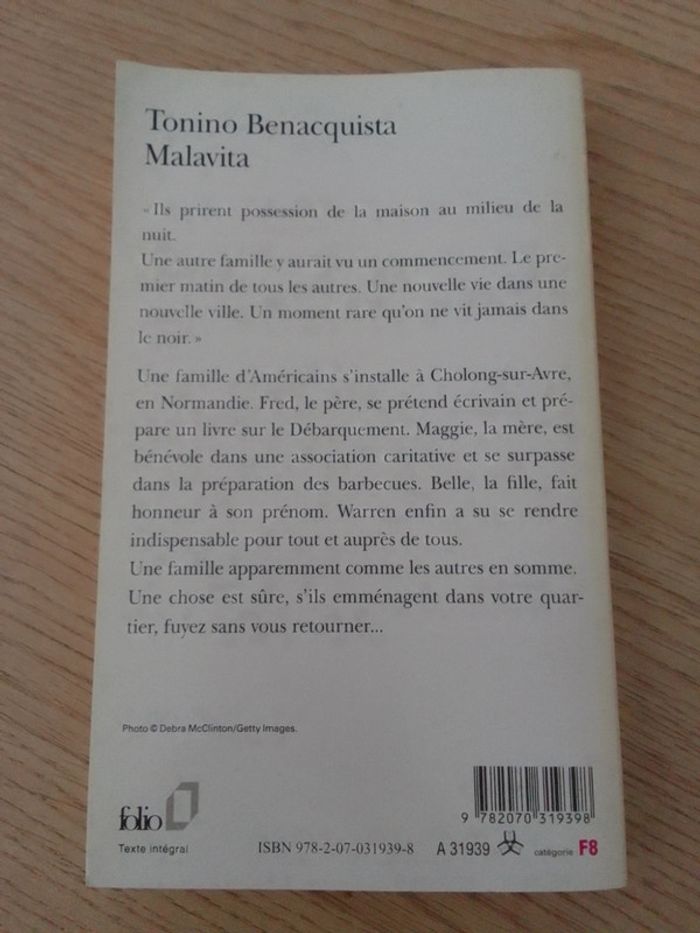 Tonino Benacquista
Malavita
« Ils prirent possession de la maison au milieu de la
nuit.
Une autre famille y aurait vu un commencement. Le pre-
mier matin de tous les autres. Une nouvelle vie dans une
nouvelle ville. Un moment rare qu'on ne vit jamais dans
le noir. »
Une famille d'Américains s'installe à Cholong-sur-Avre,
en Normandie. Fred, le père, se prétend écrivain et pré-
pare un livre sur le Débarquement. Maggie, la mère, est
bénévole dans une association caritative et se surpasse
dans la préparation des barbecues. Belle, la fille, fait
honneur à son prénom. Warren enfin a su se rendre
indispensable pour tout et auprès de tous.
Une famille apparemment comme les autres en somme.
Une chose est sûre, s'ils emménagent dans votre quar-
tier, fuyez sans vous retourner...
Photo © Debra McClinton/Getty Images.
9 782070 319398
folio
Texte intégral
ISBN 978-2-07-031939-8 A 31939 catégorie F8